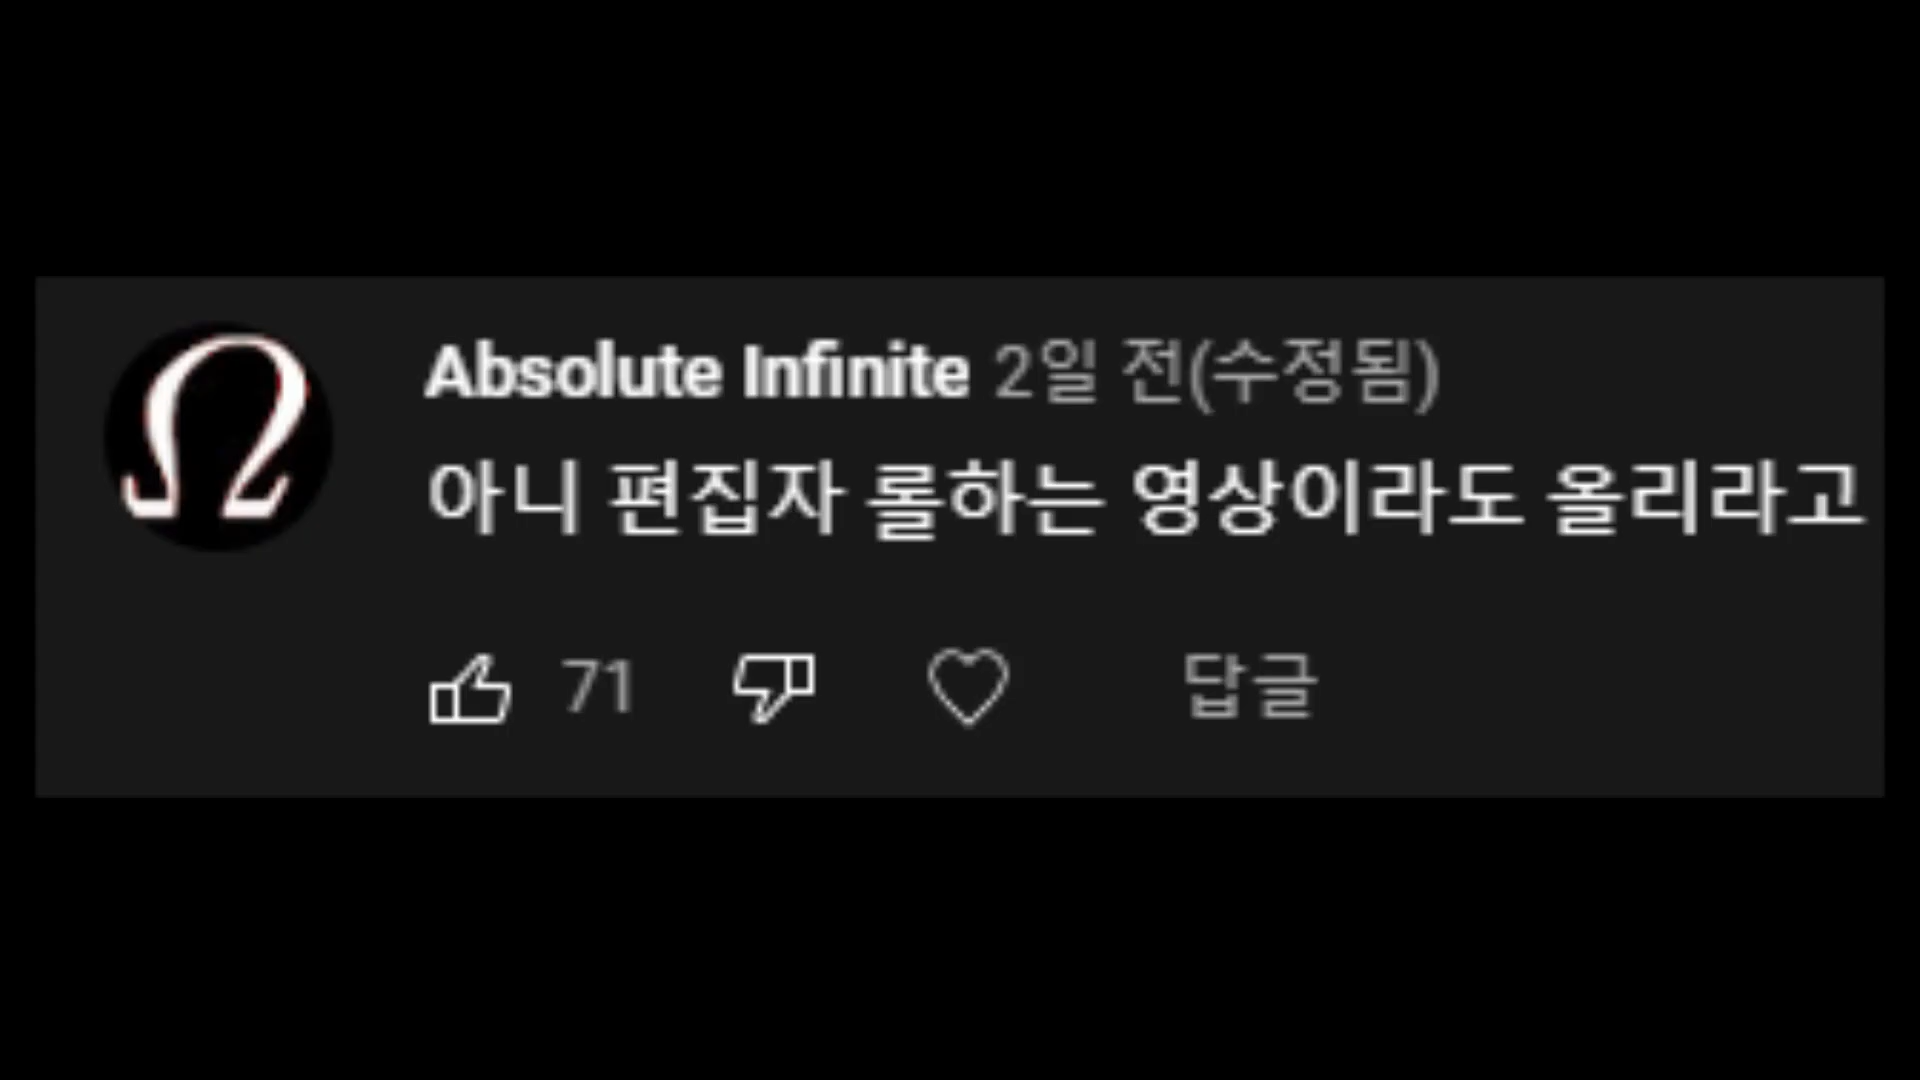 Ω
Absolute Infinite 2일 전(수정됨)
아니 편집자 롤하는 영상이라도 올리라고
71 답글